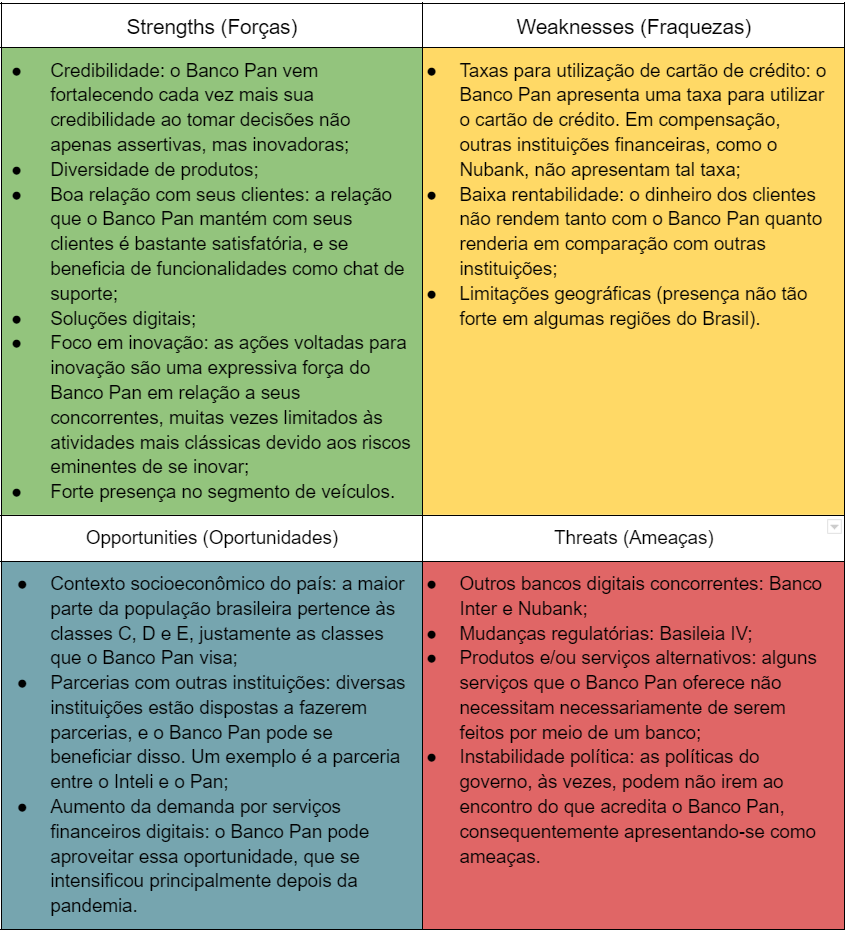 Strengths (Forças)
● Credibilidade: o Banco Pan vem
fortalecendo cada vez mais sua
credibilidade ao tomar decisões não
apenas assertivas, mas inovadoras;
● Diversidade de produtos;
● Boa relação com seus clientes: a relação
que o Banco Pan mantém com seus
clientes é bastante satisfatória, e se
beneficia de funcionalidades como chat de
suporte;
● Soluções digitais;
● Foco em inovação: as ações voltadas para
inovação são uma expressiva força do
Banco Pan em relação a seus
concorrentes, muitas vezes limitados às
atividades mais clássicas devido aos riscos
eminentes de se inovar;
● Forte presença no segmento de veículos.
Weaknesses (Fraquezas)
● Taxas para utilização de cartão de crédito: o
Banco Pan apresenta uma taxa para utilizar
o cartão de crédito. Em compensação,
outras instituições financeiras, como o
Nubank, não apresentam tal taxa;
● Baixa rentabilidade: o dinheiro dos clientes
não rendem tanto com o Banco Pan quanto
renderia em comparação com outras
instituições;
● Limitações geográficas (presença não tão
forte em algumas regiões do Brasil).
Opportunities (Oportunidades)
● Contexto socioeconômico do país: a maior
parte da população brasileira pertence às
classes C, D e E, justamente as classes
que o Banco Pan visa;
● Parcerias com outras instituições: diversas
instituições estão dispostas a fazerem
parcerias, e o Banco Pan pode se
beneficiar disso. Um exemplo é a parceria
entre o Inteli e o Pan;
● Aumento da demanda por serviços
financeiros digitais: o Banco Pan pode
aproveitar essa oportunidade, que se
intensificou principalmente depois da
pandemia.
Threats (Ameaças)
● Outros bancos digitais concorrentes: Banco
Inter e Nubank;
● Mudanças regulatórias: Basileia IV;
● Produtos e/ou serviços alternativos: alguns
serviços que o Banco Pan oferece não
necessitam necessariamente de serem
feitos por meio de um banco;
● Instabilidade política: as políticas do
governo, às vezes, podem não irem ao
encontro do que acredita o Banco Pan,
consequentemente apresentando-se como
ameaças.